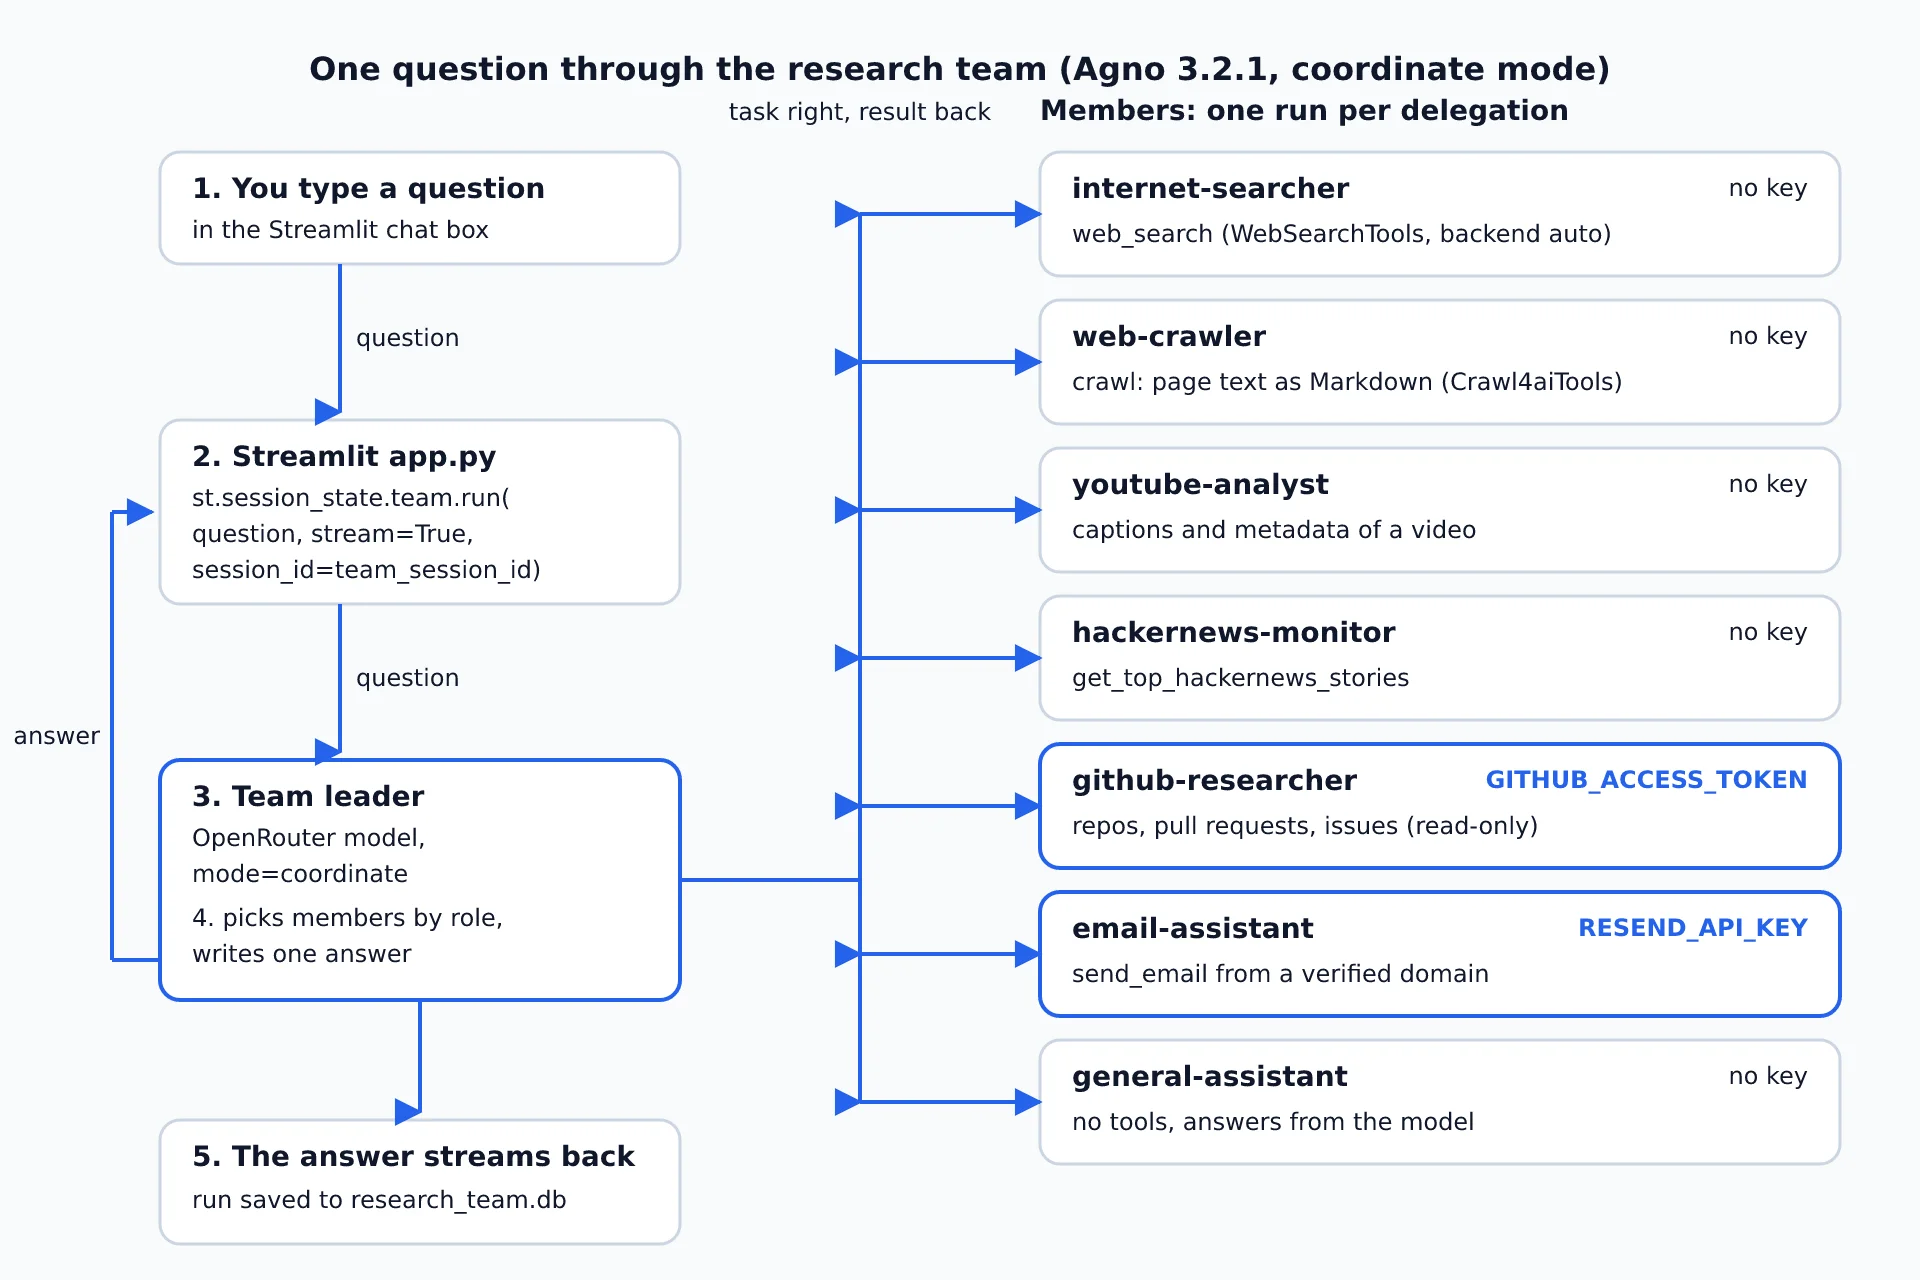 One question through the research team (Agno 3.2.1, coordinate mode)
task right, result back
Members: one run per delegation
1. You type a question
in the Streamlit chat box
question
2. Streamlit app.py
st.session_state.team.run(
question, stream=True,
session_id=team_session_id)
question
answer
3. Team leader
OpenRouter model,
mode=coordinate
4. picks members by role,
writes one answer
5. The answer streams back
run saved to research_team.db
internet-searcher
no key
web_search (WebSearchTools, backend auto)
web-crawler
no key
crawl: page text as Markdown (Crawl4aiTools)
youtube-analyst
no key
captions and metadata of a video
hackernews-monitor
no key
get_top_hackernews_stories
github-researcher
GITHUB_ACCESS_TOKEN
repos, pull requests, issues (read-only)
email-assistant
RESEND_API_KEY
send_email from a verified domain
general-assistant
no key
no tools, answers from the model